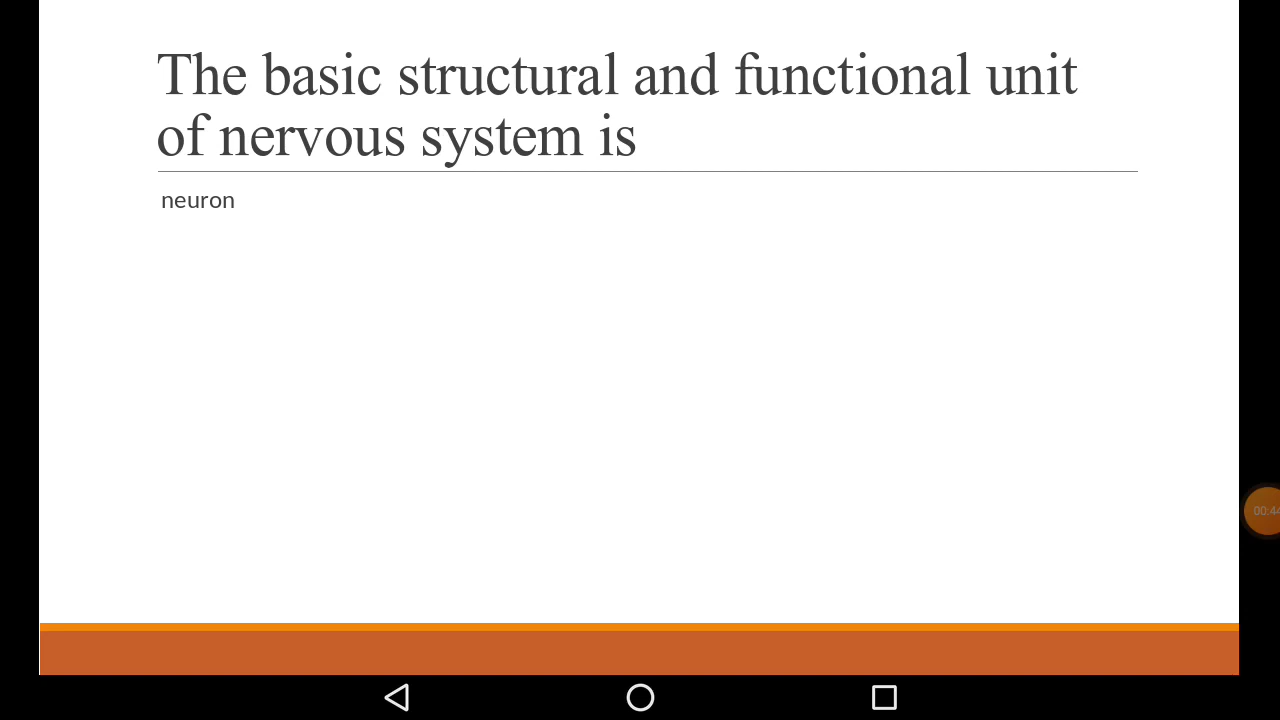 The basic structural and functional unit
of nervous system is
neuron